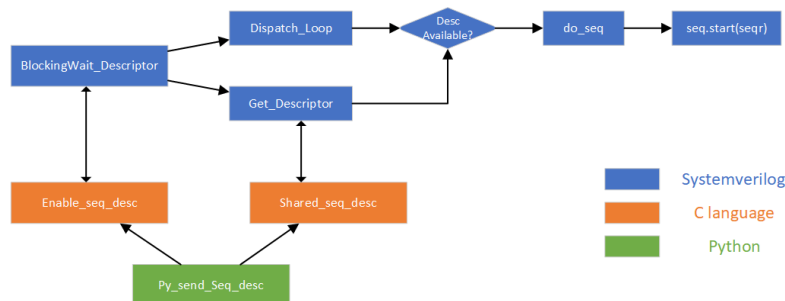 Dispatch_Loop
Desc
Available?
do_seq
seq.start(seqr)
BlockingWait_Descriptor
Get_Descriptor
Enable_seq_desc
Shared_seq_desc
Py_send_Seq_desc
Systemverilog
C language
Python